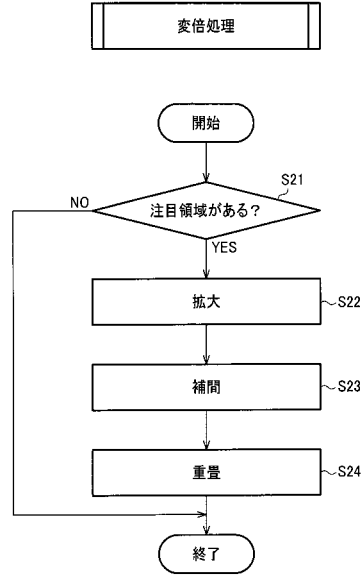 変倍処理
開始
S21
注目領域がある？
NO
YES
拡大
S22
補間
S23
重畳
S24
終了